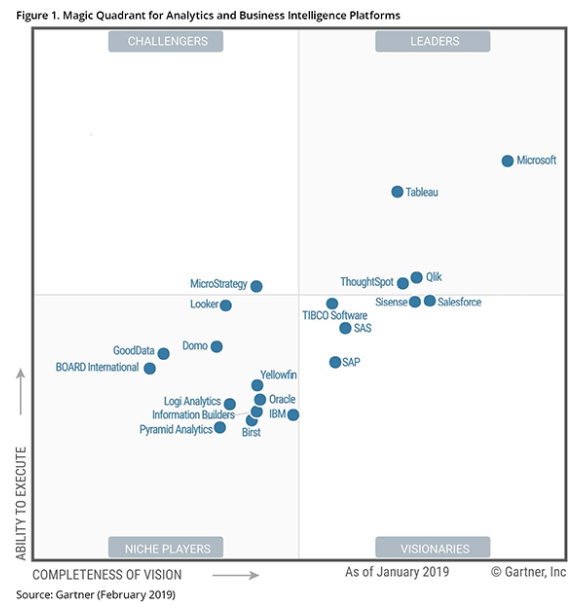 Figure 1. Magic Quadrant for Analytics and Business Intelligence Platforms
CHALLENGERS
LEADERS
Microsoft
Tableau
Qlik
ThoughtSpot
MicroStrategy
Looker
Sisense
Salesforce
TIBCO Software
SAS
Domo
GoodData
BOARD International
SAP
Yellowfin
Oracle
Logi Analytics
Information Builders
IBM
Pyramid Analytics
Birst
ABILITY TO EXECUTE
NICHE PLAYERS
VISIONARIES
COMPLETENESS OF VISION
As of January 2019
© Gartner, Inc
Source: Gartner (February 2019)